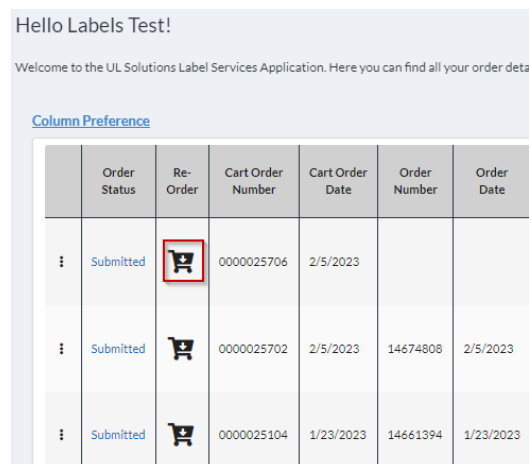 Hello Labels Test!
Welcome to the UL Solutions Label Services Application. Here you can find all your order deta
Column Preference
Order Status Re-Order Cart Order Number Cart Order Date Order Number Order Date
Submitted 0000025706 2/5/2023
Submitted 0000025702 2/5/2023 14674808 2/5/2023
Submitted 0000025104 1/23/2023 14661394 1/23/2023